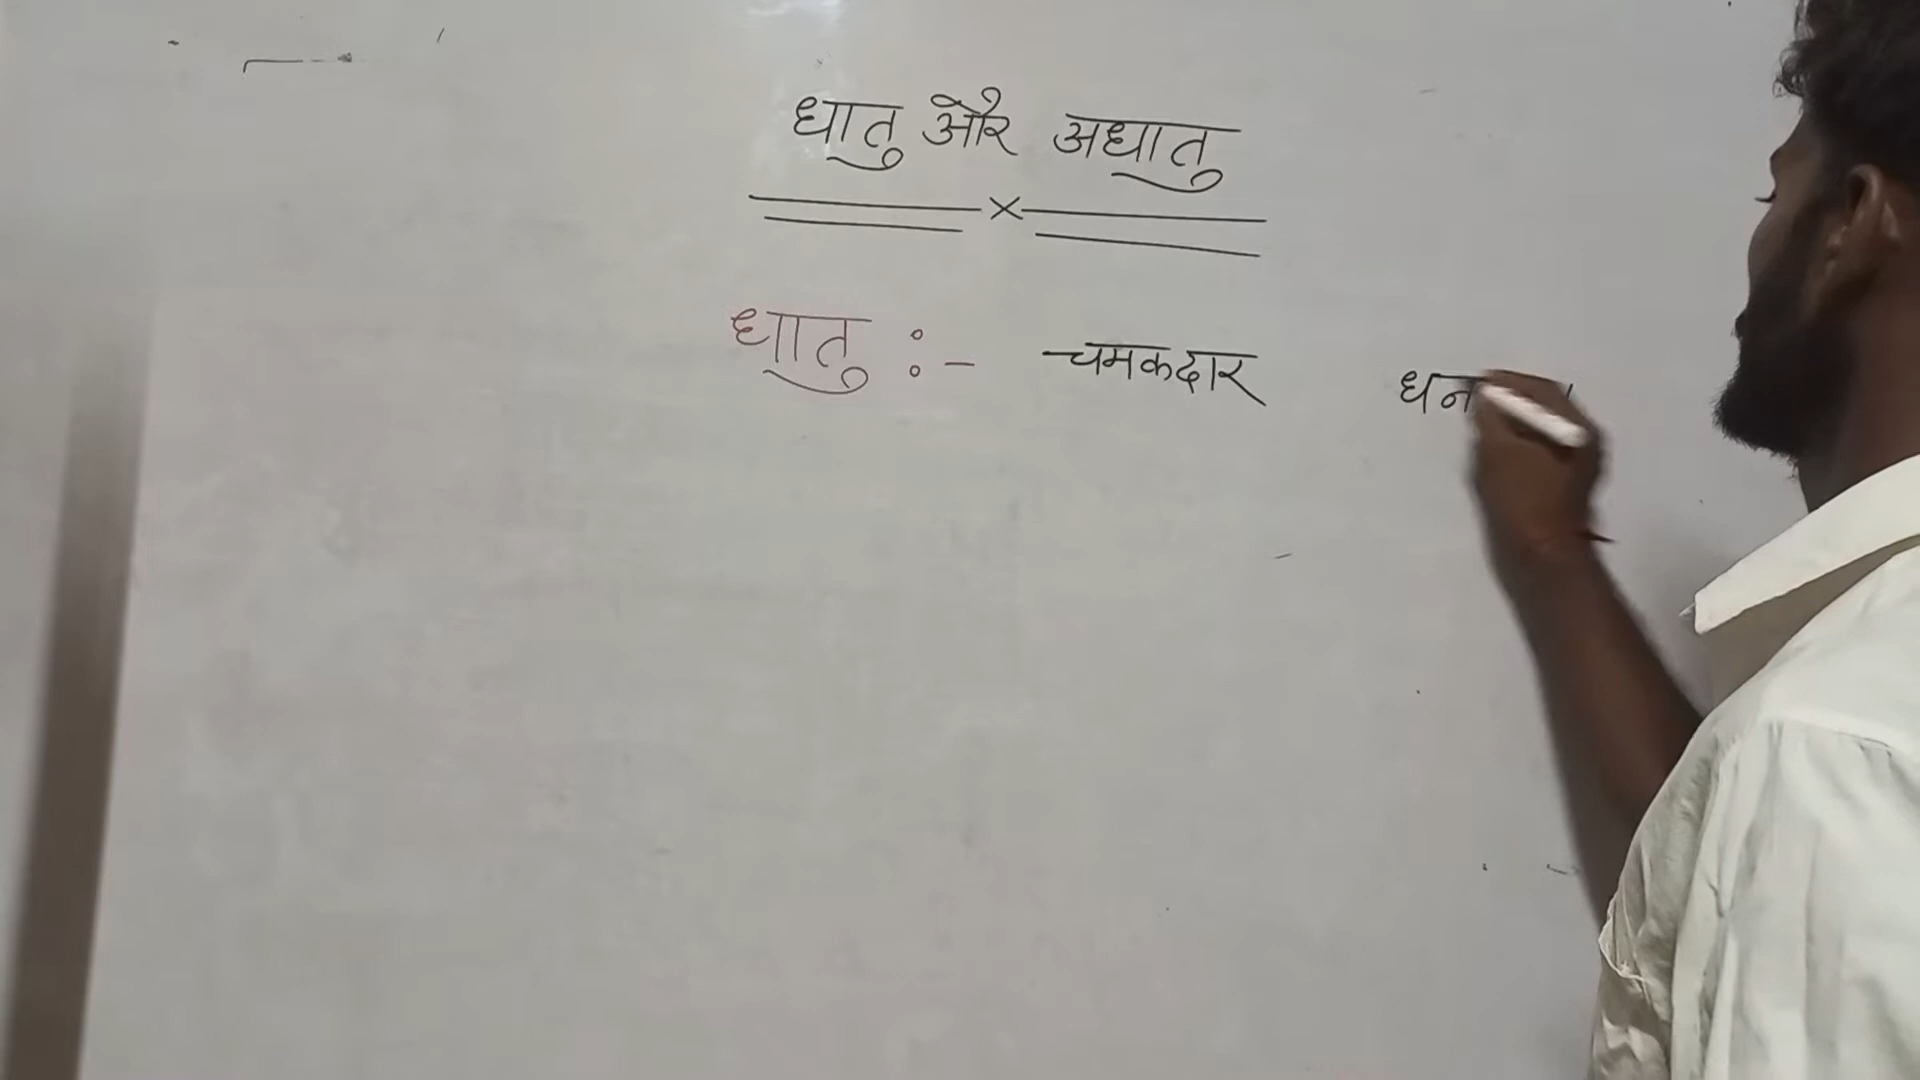 धातु और अधातु
धातु :- चमकदार